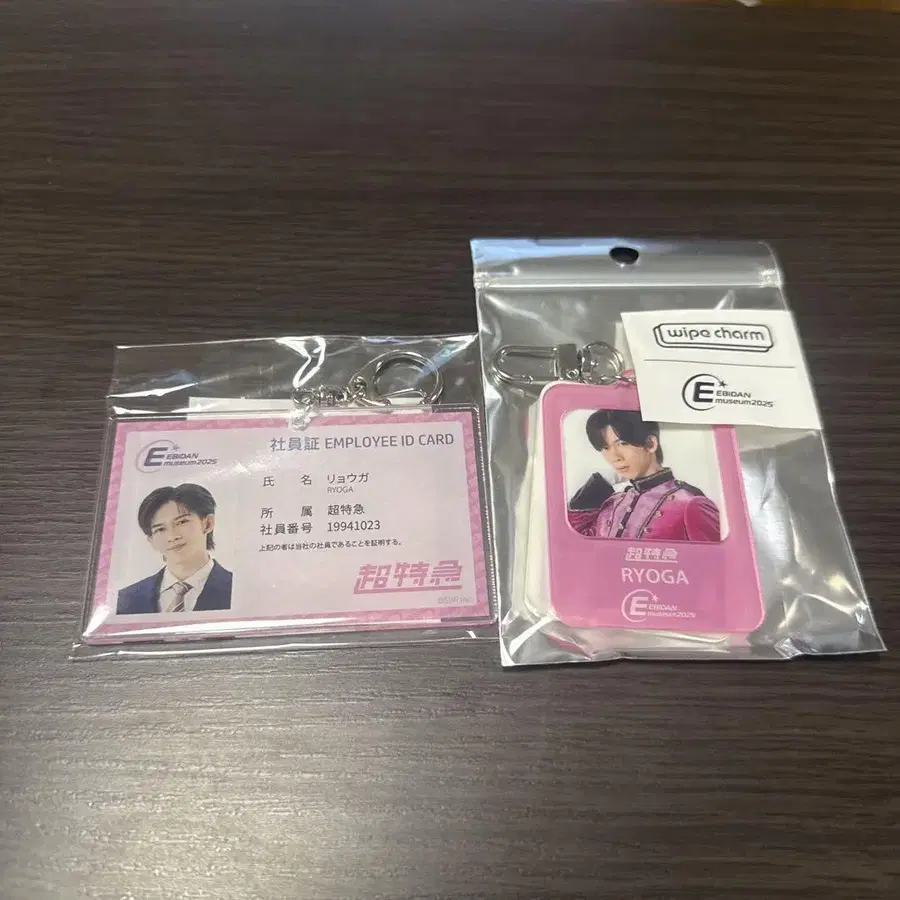 EBiDAN
museum2025
社員証 EMPLOYEE ID CARD
氏 名 リョウガ
RYOGA
所 属 超特急
社員番号 19941023
上記の者は当社の社員であることを証明する。
超特急
wipe charm
EBiDAN
museum2025
超特急
RYOGA
EBiDAN
museum2025